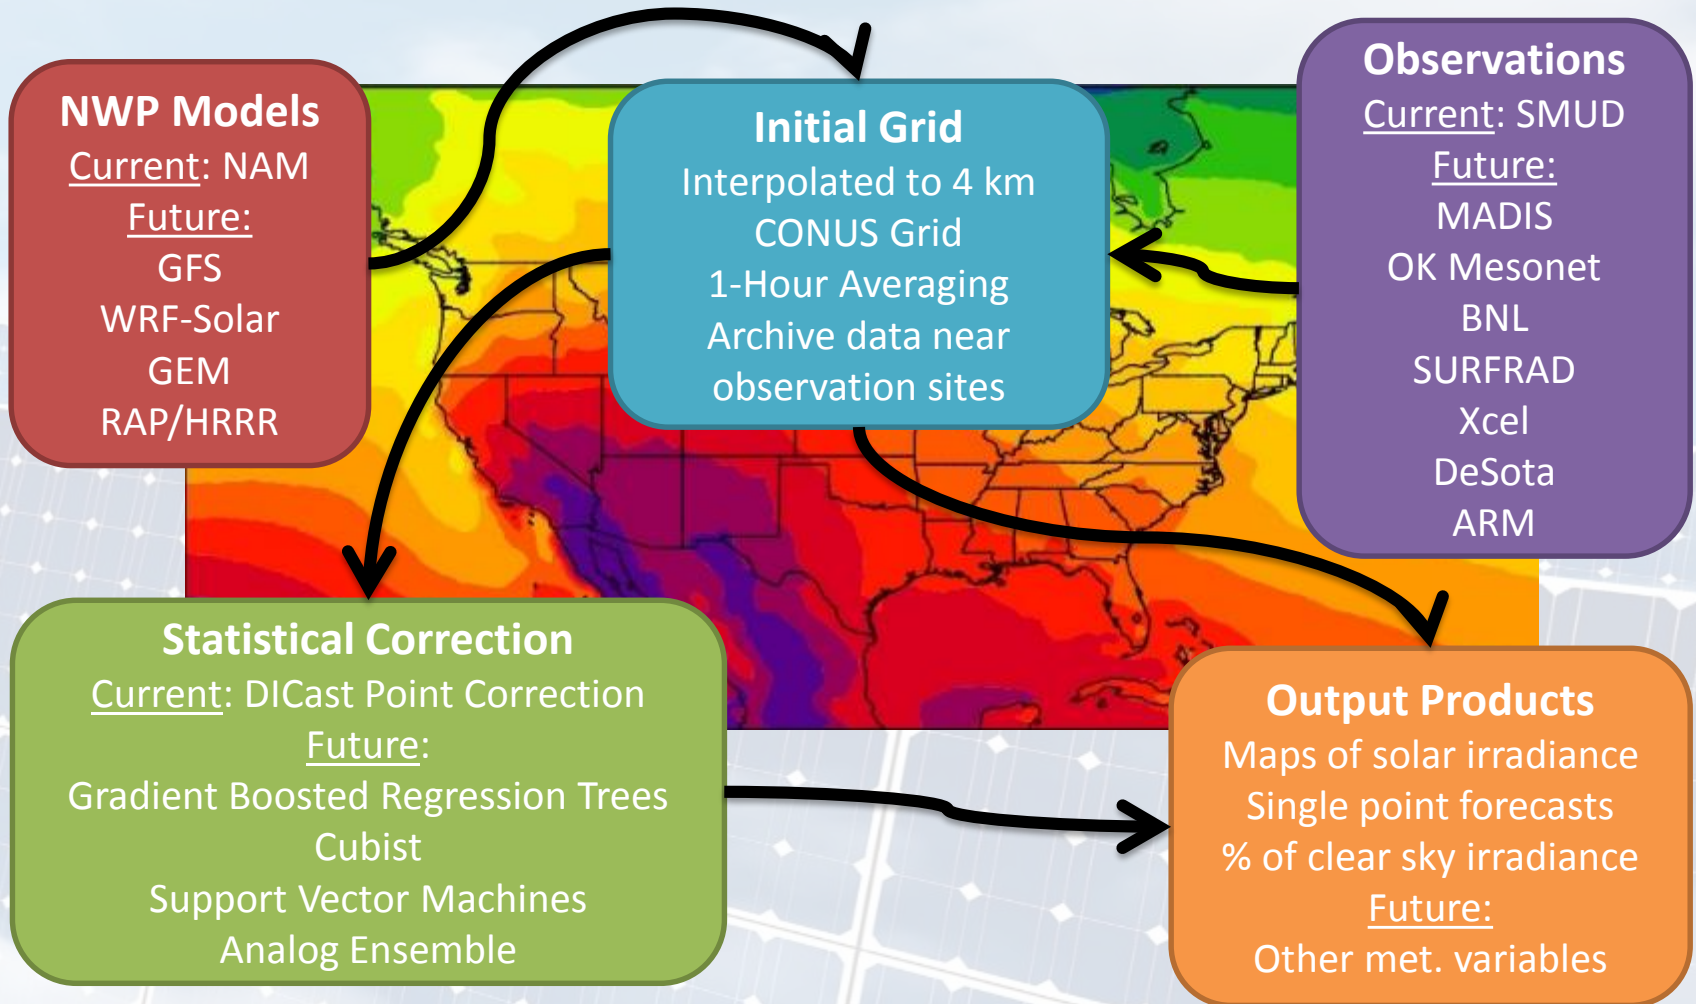 NWP Models
Current: NAM
Future:
GFS
WRF-Solar
GEM
RAP/HRRR
Initial Grid
Interpolated to 4 km
CONUS Grid
1-Hour Averaging
Archive data near
observation sites
Observations
Current: SMUD
Future:
MADIS
OK Mesonet
BNL
SURFRAD
Xcel
DeSota
ARM
Statistical Correction
Current: DICast Point Correction
Future:
Gradient Boosted Regression Trees
Cubist
Support Vector Machines
Analog Ensemble
Output Products
Maps of solar irradiance
Single point forecasts
% of clear sky irradiance
Future:
Other met. variables